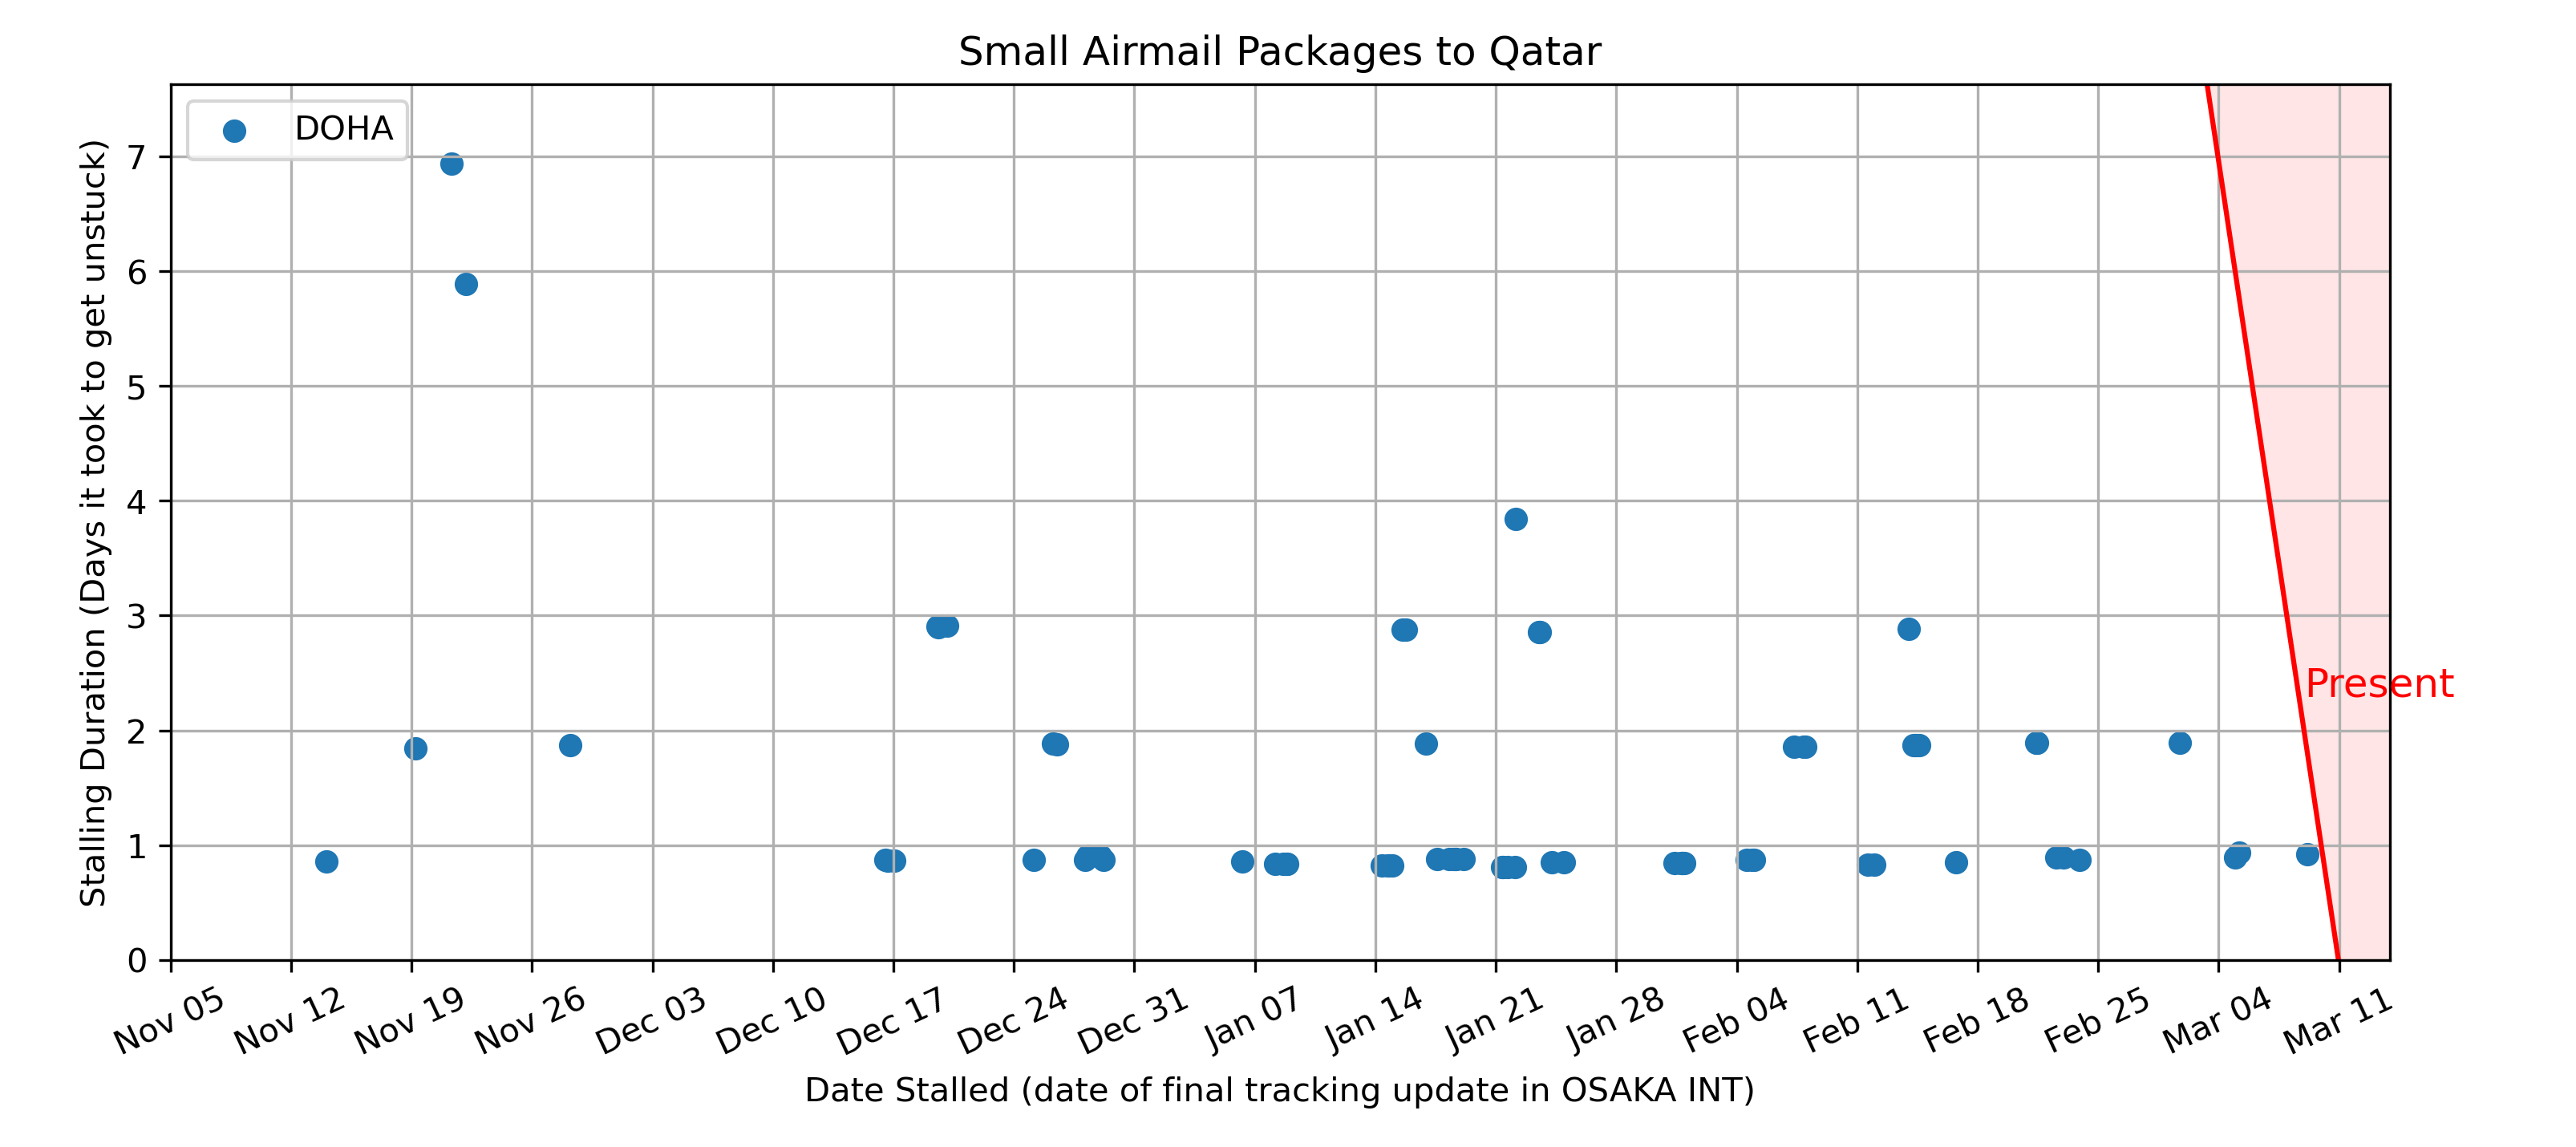 Small Airmail Packages to Qatar
DOHA
Stalling Duration (Days it took to get unstuck)
7
6
5
4
3
2
1
0
Present
Nov 05 Nov 12 Nov 19 Nov 26 Dec 03 Dec 10 Dec 17 Dec 24 Dec 31 Jan 07 Jan 14 Jan 21 Jan 28 Feb 04 Feb 11 Feb 18 Feb 25 Mar 04 Mar 11
Date Stalled (date of final tracking update in OSAKA INT)